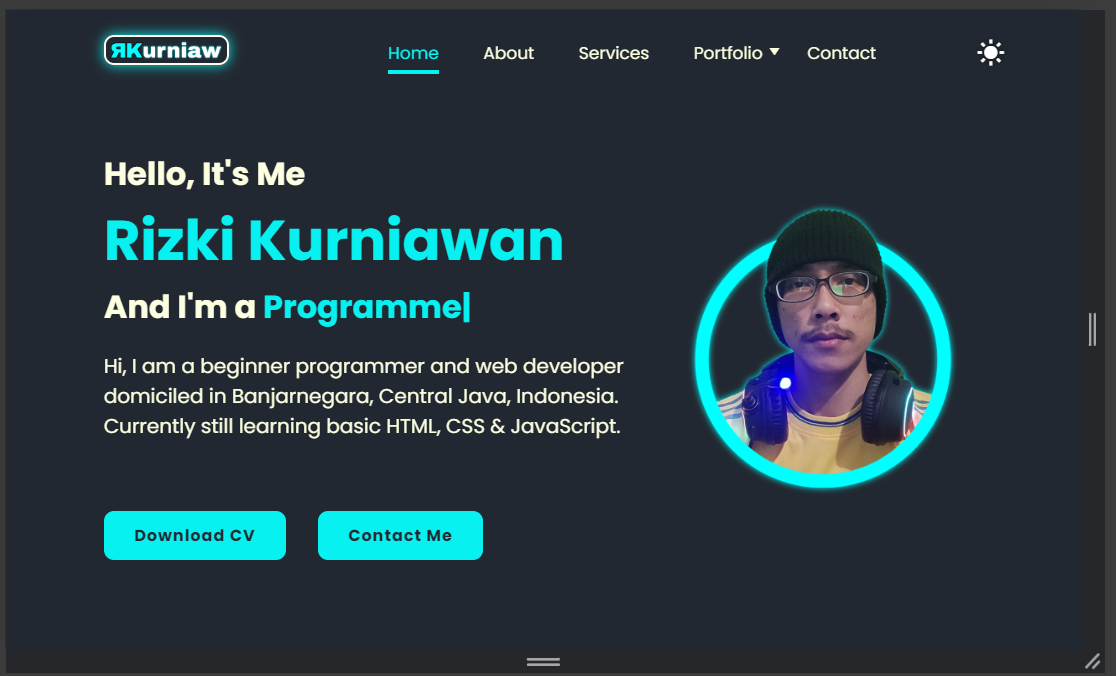 ЯKurniaw
Home About Services Portfolio Contact
Hello, It's Me
Rizki Kurniawan
And I'm a Programme|
Hi, I am a beginner programmer and web developer
domiciled in Banjarnegara, Central Java, Indonesia.
Currently still learning basic HTML, CSS & JavaScript.
Download CV Contact Me